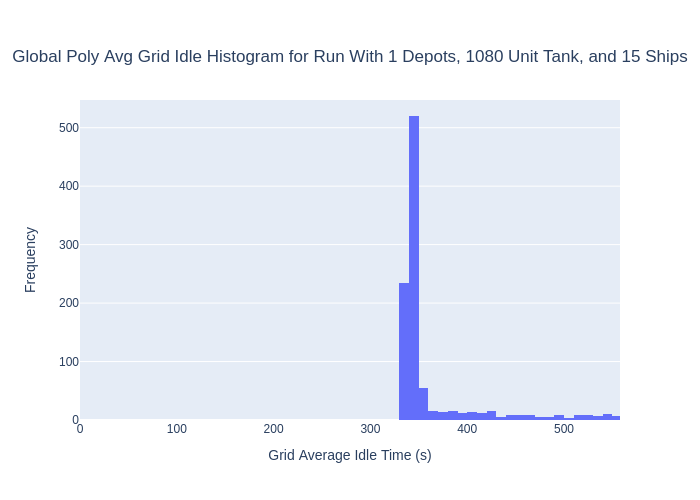 Global Poly Avg Grid Idle Histogram for Run With 1 Depots, 1080 Unit Tank, and 15 Ships
500
400
300
200
100
0
Frequency
0 100 200 300 400 500
Grid Average Idle Time (s)